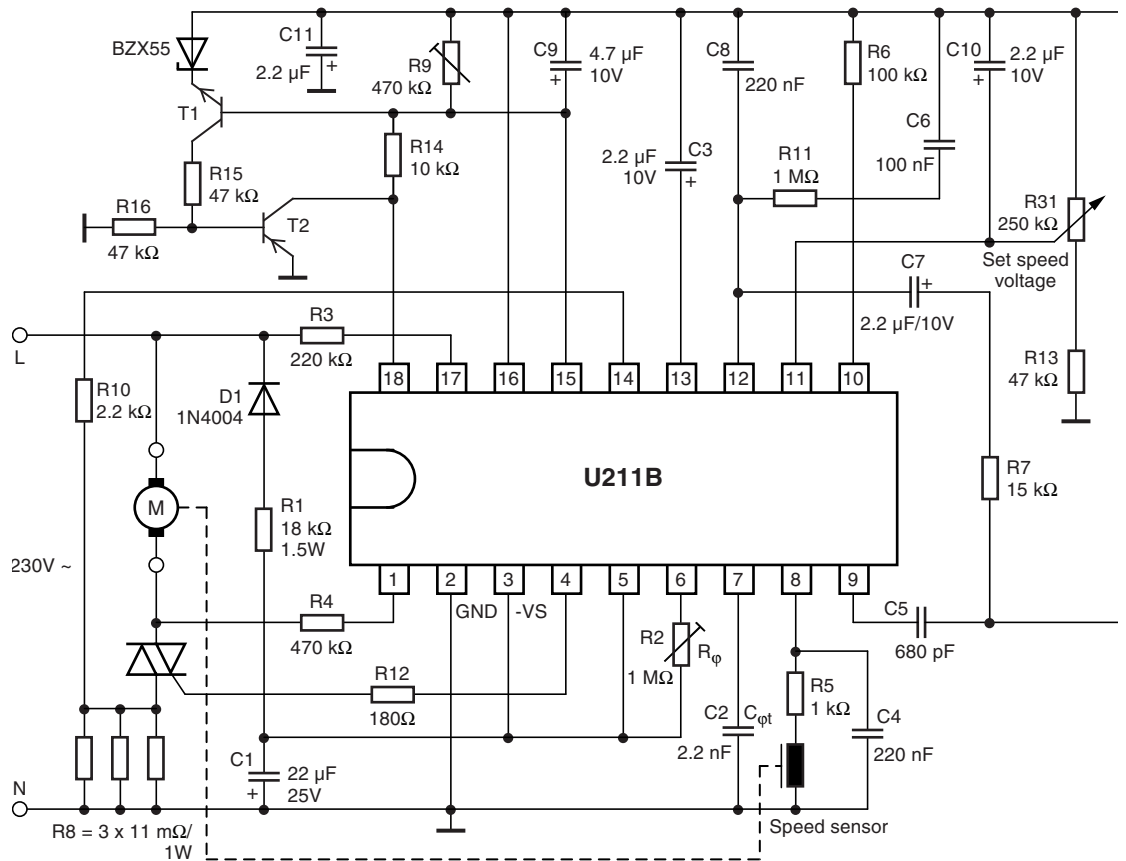 BZX55
C11
2.2 µF
R9
470 kΩ
C9
4.7 µF
10V
C8
220 nF
R6
100 kΩ
C10
2.2 µF
10V
T1
C6
100 nF
R14
10 kΩ
R15
47 kΩ
2.2 µF
10V
C3
R11
1 MΩ
R31
250 kΩ
R16
47 kΩ
T2
Set speed
voltage
C7
2.2 µF/10V
L
R3
220 kΩ
R10
2.2 kΩ
D1
1N4004
R13
47 kΩ
18 17 16 15 14 13 12 11 10
U211B
R7
15 kΩ
M
R1
18 kΩ
1.5W
230V ~
1 2 3 4 5 6 7 8 9
GND -VS
R4
470 kΩ
C5
680 pF
R2
Rφ
1 MΩ
R12
180Ω
R5
1 kΩ
C2
Cφt
2.2 nF
C4
220 nF
C1
22 µF
25V
N
R8 = 3 x 11 mΩ/
1W
Speed sensor